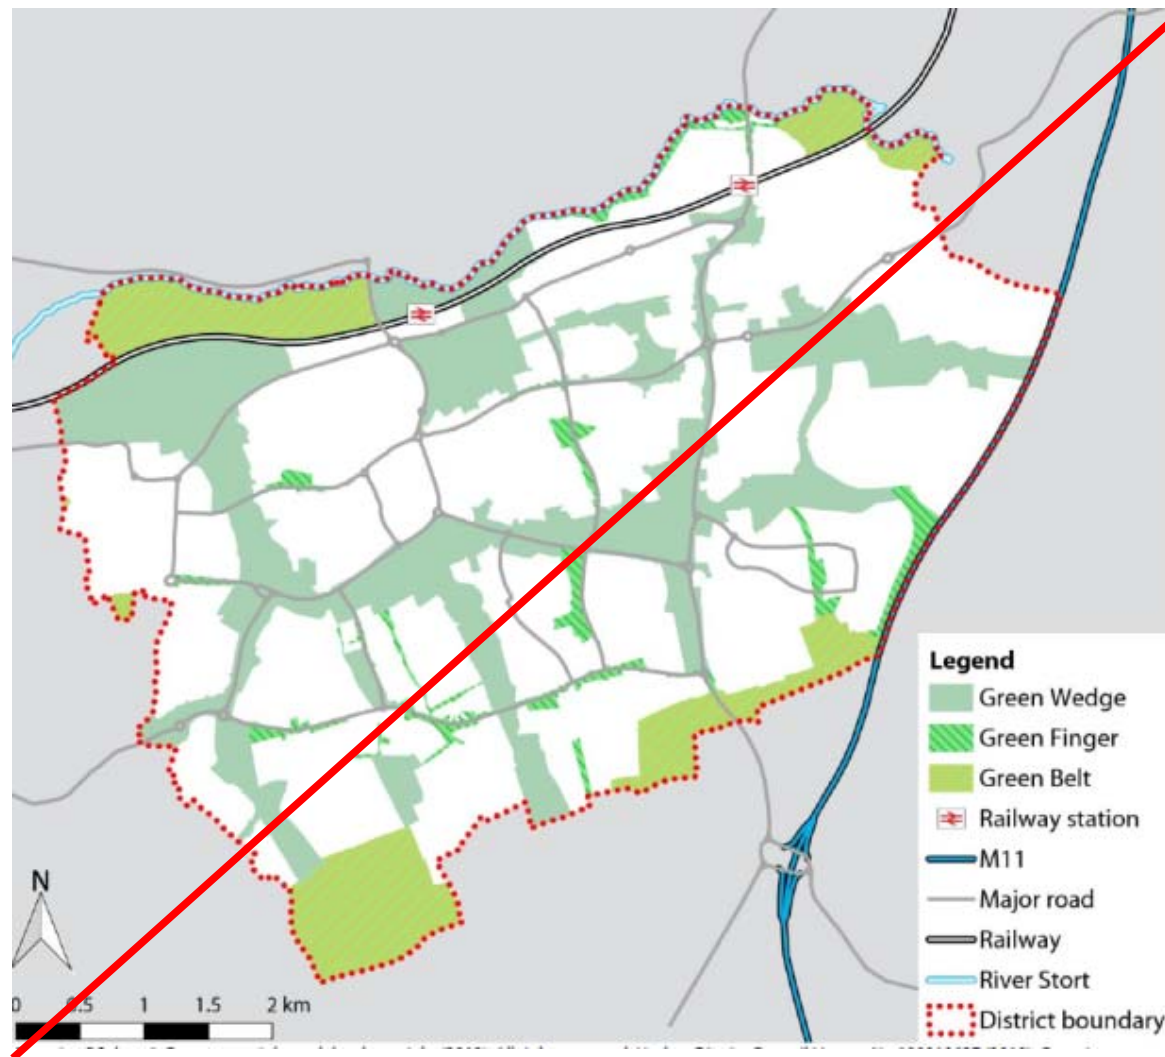 Legend
Green Wedge
Green Finger
Green Belt
Railway station
M11
Major road
Railway
River Stort
District boundary
N
0 0.5 1 1.5 2 km